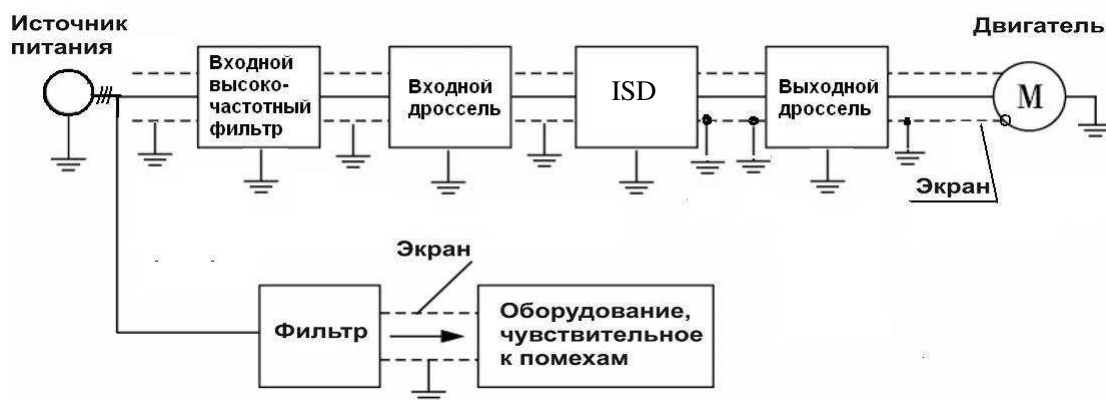 Источник
питания
Двигатель
Входной
высоко-
частотный
фильтр
Входной
дроссель
ISD
Выходной
дроссель
M
Экран
Экран
Фильтр
Оборудование,
чувствительное
к помехам